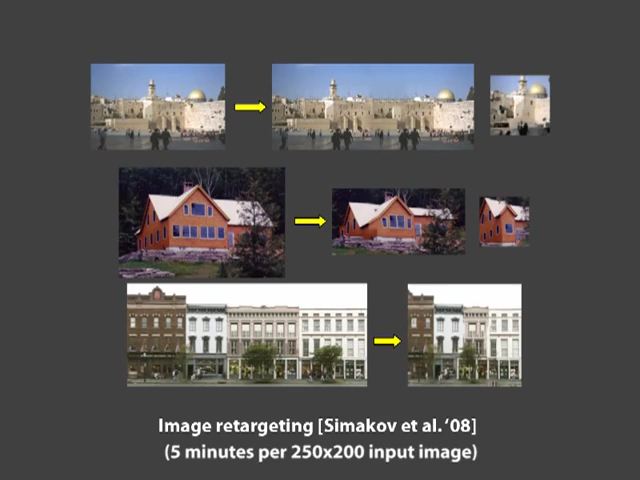 Image retargeting [Simakov et al. ‘08]
(5 minutes per 250x200 input image)